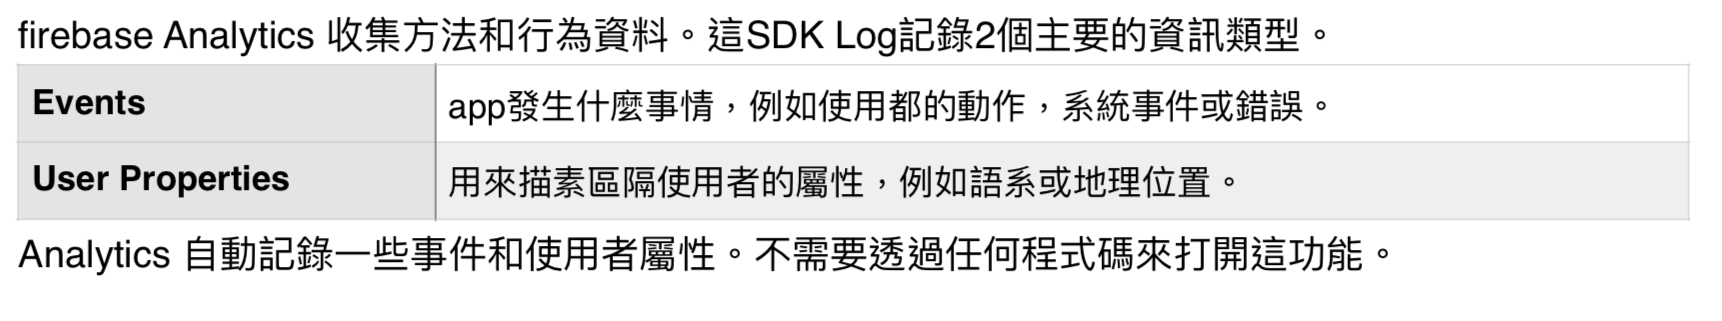 firebase Analytics 收集方法和行為資料。這SDK Log記錄2個主要的資訊類型。
Events
app發生什麼事情，例如使用都的動作，系統事件或錯誤。
User Properties
用來描素區隔使用者的屬性，例如語系或地理位置。
Analytics 自動記錄一些事件和使用者屬性。不需要透過任何程式碼來打開這功能。